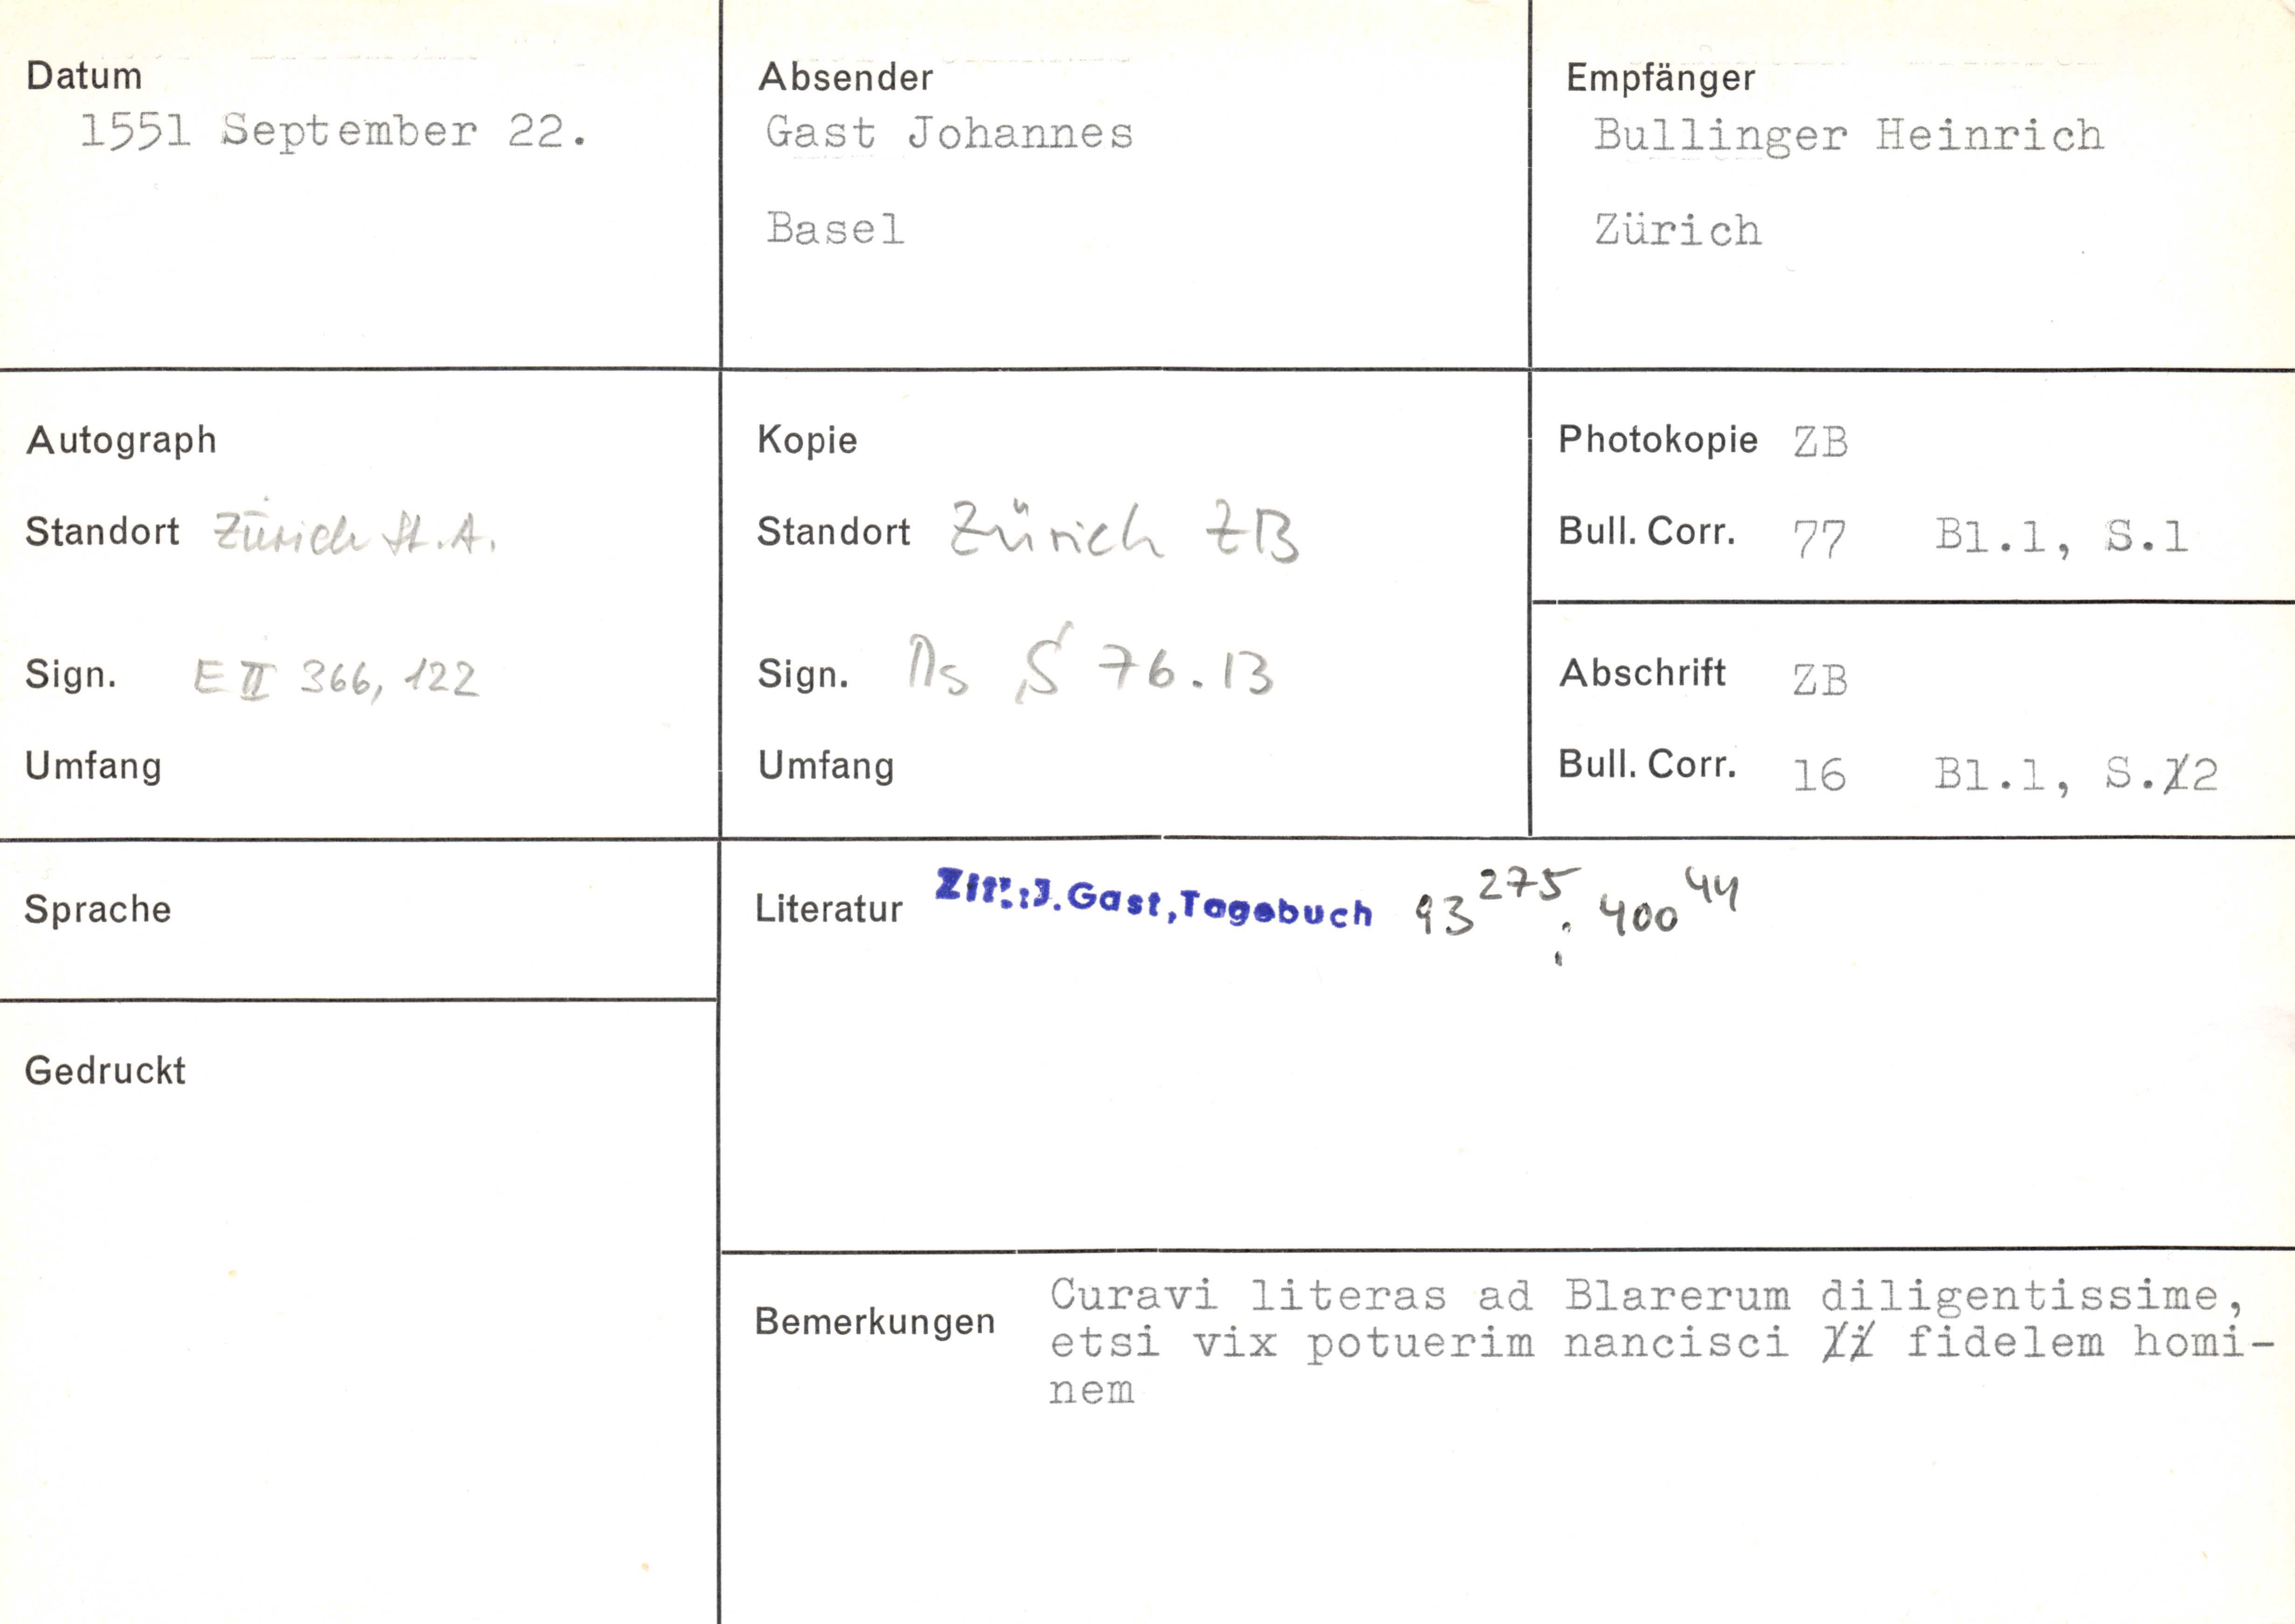 Datum
1551 September 22.
Absender
Gast Johannes
Basel
Empfänger
Bullinger Heinrich
Zürich
Autograph
Standort Zürich St.A.
Sign. E II 366, 122
Umfang
Kopie
Standort Zürich ZB
Sign. Ms S 76.13
Umfang
Photokopie ZB
Bull. Corr. 77 Bl.1, S.1
Abschrift ZB
Bull. Corr. 16 Bl.1, S.2
Sprache
Literatur Zit.:J.Gast,Tagebuch 93 275; 400 44
Gedruckt
Bemerkungen
Curavi literas ad Blarerum diligentissime,
etsi vix potuerim nancisci fidelem homi-
nem